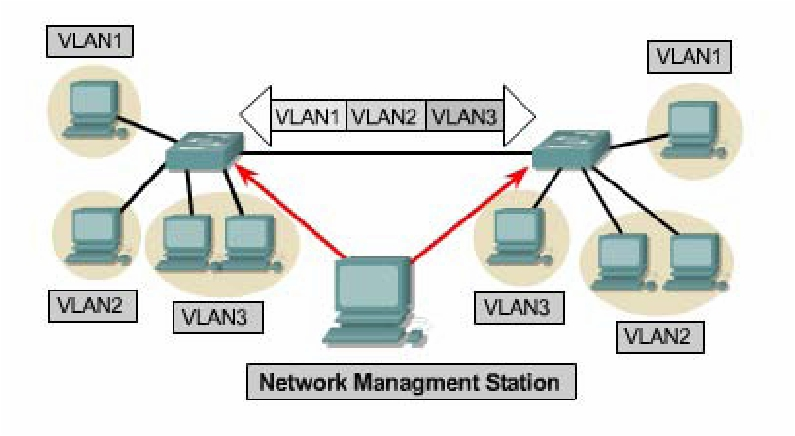 VLAN1
VLAN1
VLAN1 VLAN2 VLAN3
VLAN2
VLAN3
VLAN3
VLAN2
Network Managment Station